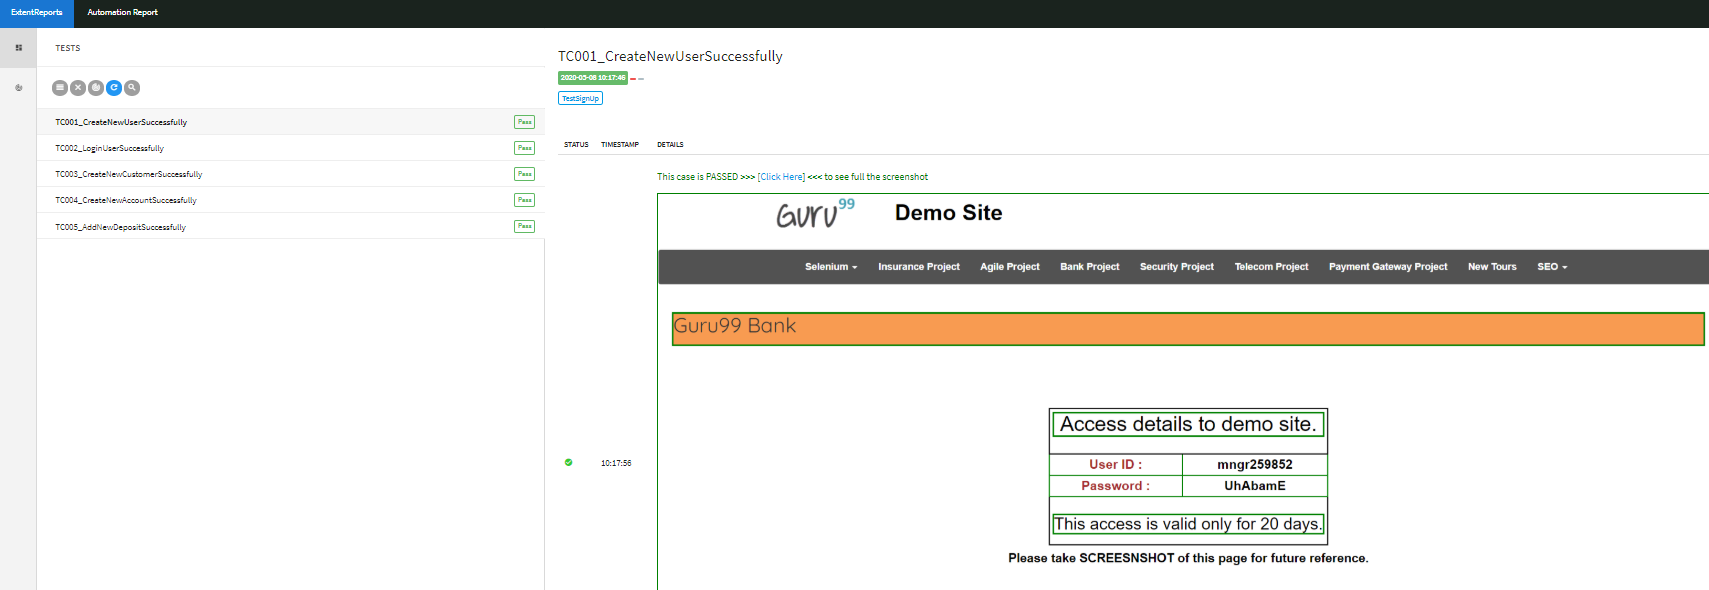 ExtentReports Automation Report
TESTS
TC001_CreateNewUserSuccessfully Pass
TC002_LoginUserSuccessfully Pass
TC003_CreateNewCustomerSuccessfully Pass
TC004_CreateNewAccountSuccessfully Pass
TC005_AddNewDepositSuccessfully Pass
TC001_CreateNewUserSuccessfully
2020-03-08 10:17:46
TestSignUp
STATUS TIMESTAMP DETAILS
This case is PASSED >>> [Click Here] <<< to see full the screenshot
Guru99 Demo Site
Selenium Insurance Project Agile Project Bank Project Security Project Telecom Project Payment Gateway Project New Tours SEO
Guru99 Bank
Access details to demo site.
10:17:56
User ID : mngr259852
Password : UhAbamE
This access is valid only for 20 days.
Please take SCREESNSHOT of this page for future reference.